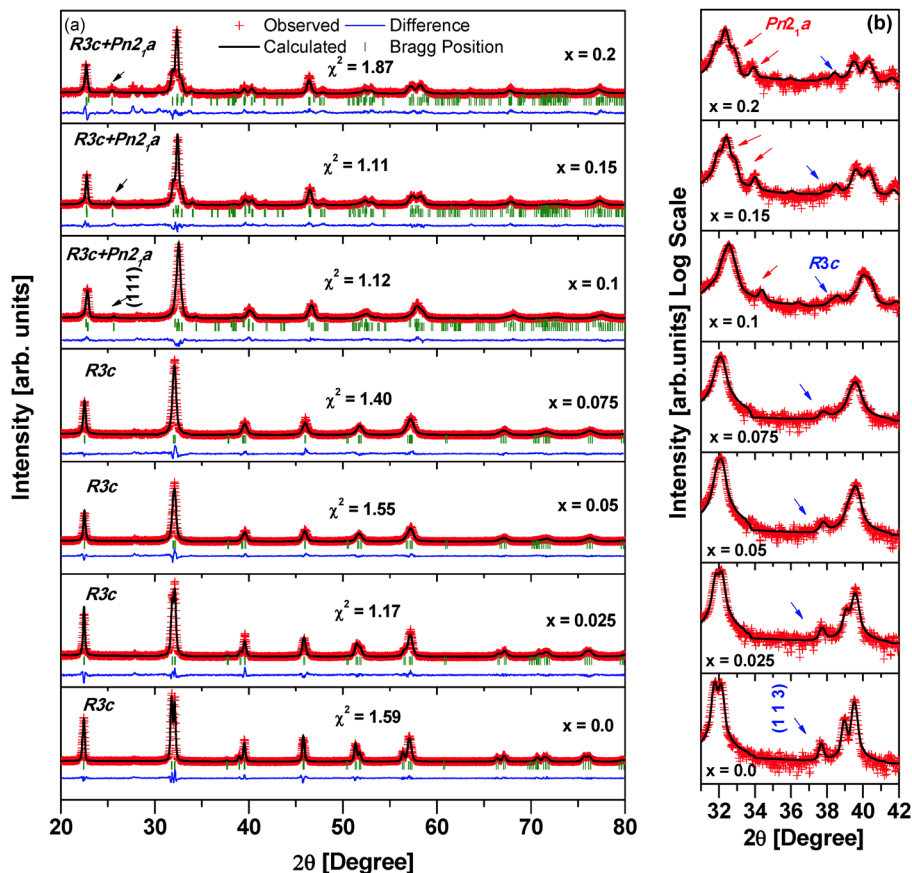 (a)
Observed
Difference
Calculated
Bragg Position
R3c+Pn2₁a
χ² = 1.87
x = 0.2
R3c+Pn2₁a
χ² = 1.11
x = 0.15
R3c+Pn2₁a
(111)
χ² = 1.12
x = 0.1
R3c
χ² = 1.40
x = 0.075
R3c
χ² = 1.55
x = 0.05
R3c
χ² = 1.17
x = 0.025
R3c
χ² = 1.59
x = 0.0
20 30 40 50 60 70 80
2θ [Degree]
Intensity [arb. units]
(b)
Pn2₁a
x = 0.2
x = 0.15
R3c
x = 0.1
x = 0.075
x = 0.05
x = 0.025
(1 1 3)
x = 0.0
32 34 36 38 40 42
2θ [Degree]
Intensity [arb.units] Log Scale